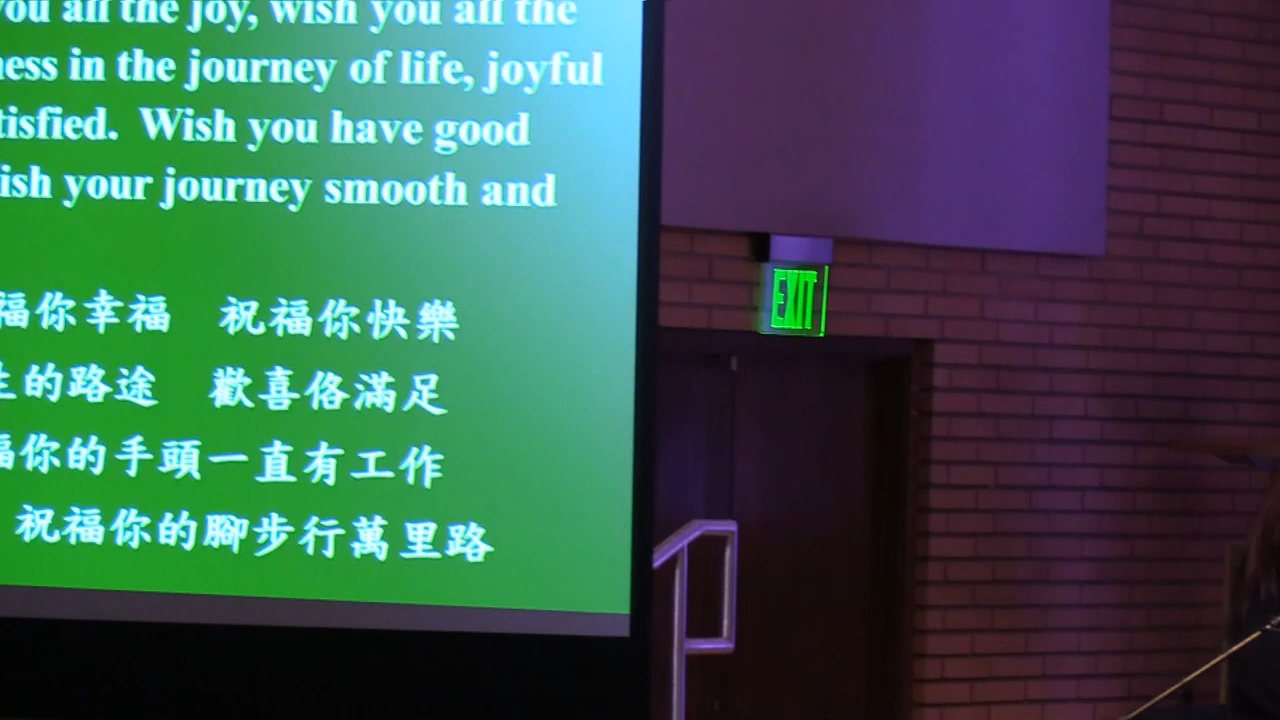 you all the joy, wish you all the
ness in the journey of life, joyful
tisfied. Wish you have good
ish your journey smooth and
福你幸福 祝福你快樂
生的路途 歡喜佫滿足
福你的手頭一直有工作
祝福你的腳步行萬里路
EXIT